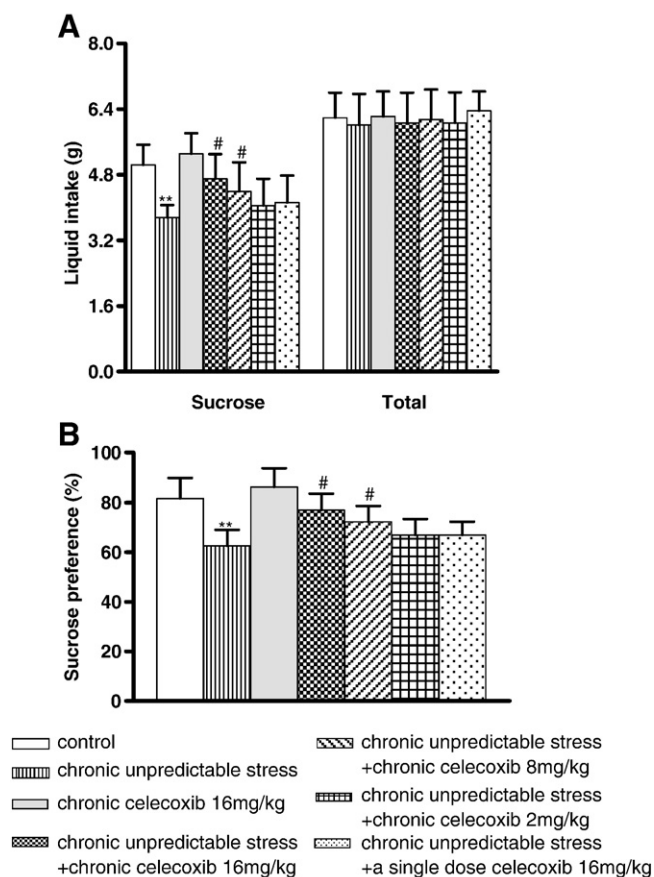 A
8.0
6.4
4.8
3.2
1.6
0.0
Liquid intake (g)
**
#
#
Sucrose
Total
B
100
80
60
40
20
0
Sucrose preference (%)
**
#
#
control
chronic unpredictable stress
chronic celecoxib 16mg/kg
chronic unpredictable stress
+chronic celecoxib 16mg/kg
chronic unpredictable stress
+chronic celecoxib 8mg/kg
chronic unpredictable stress
+chronic celecoxib 2mg/kg
chronic unpredictable stress
+a single dose celecoxib 16mg/kg